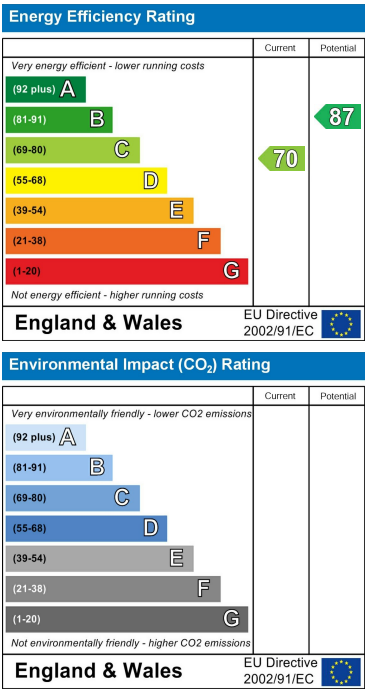 Energy Efficiency Rating
Current Potential
Very energy efficient - lower running costs
(92 plus) A
(81-91) B
87
(69-80) C
70
(55-68) D
(39-54) E
(21-38) F
(1-20) G
Not energy efficient - higher running costs
England & Wales
EU Directive
2002/91/EC
Environmental Impact (CO₂) Rating
Current Potential
Very environmentally friendly - lower CO2 emissions
(92 plus) A
(81-91) B
(69-80) C
(55-68) D
(39-54) E
(21-38) F
(1-20) G
Not environmentally friendly - higher CO2 emissions
England & Wales
EU Directive
2002/91/EC